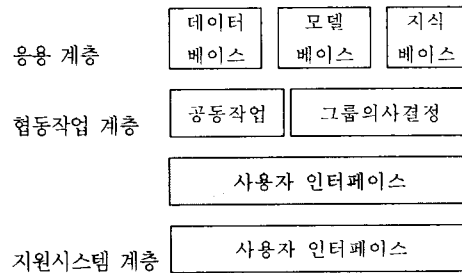 데이터 베이스
모델 베이스
지식 베이스
응용 계층
협동작업 계층
공동작업
그룹의사결정
사용자 인터페이스
지원시스템 계층
사용자 인터페이스